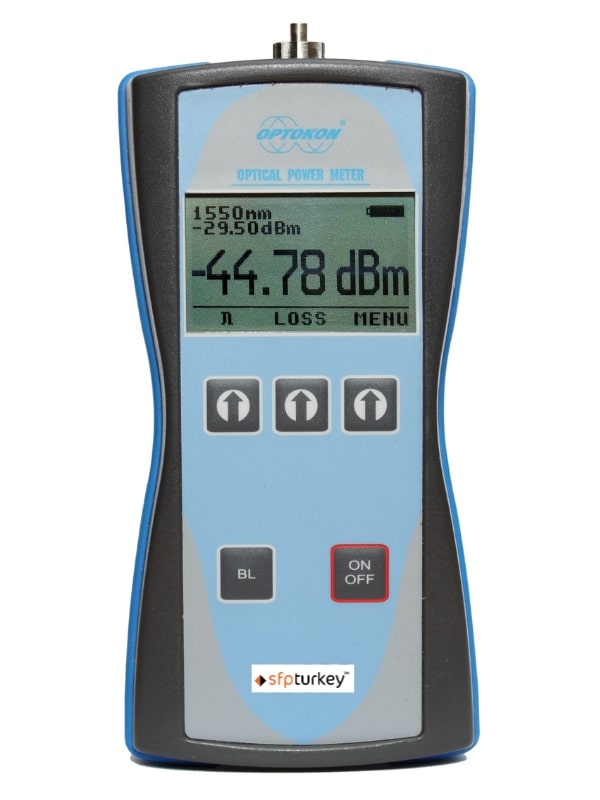 OPTOKON®
OPTICAL POWER METER
1550nm
-29.50dBm
-44.78 dBm
Л LOSS MENU
BL
ON
OFF
sfpturkey™